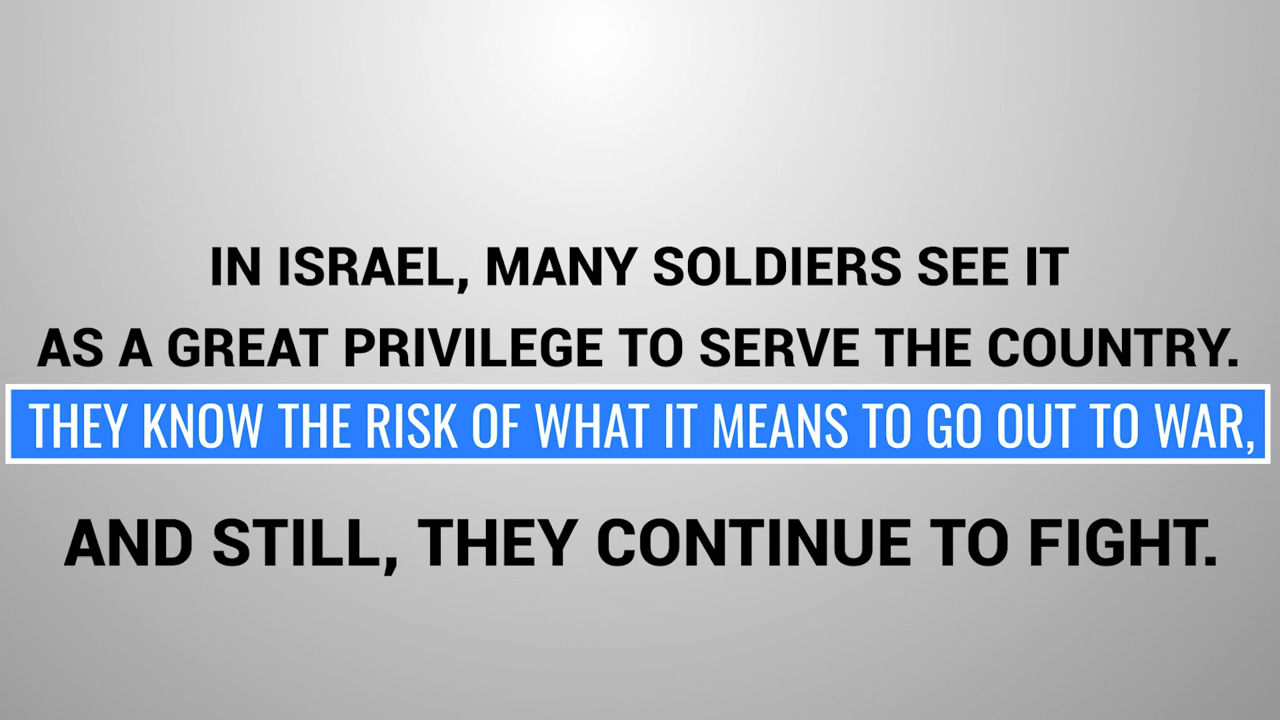 IN ISRAEL, MANY SOLDIERS SEE IT
AS A GREAT PRIVILEGE TO SERVE THE COUNTRY.
THEY KNOW THE RISK OF WHAT IT MEANS TO GO OUT TO WAR,
AND STILL, THEY CONTINUE TO FIGHT.